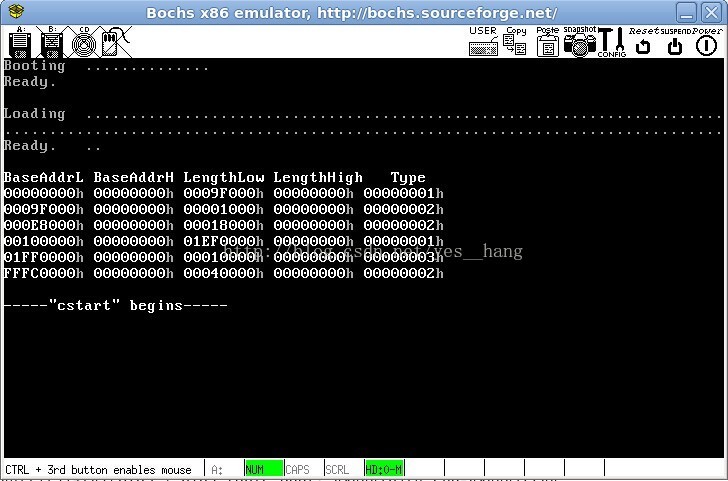 Bochs x86 emulator, http://bochs.sourceforge.net/
A: B: CD USER Copy Paste snapshot CONFIG Reset SUSPEND Power
Booting ..............
Ready.
Loading .......................................................................
................................................................................
Ready. ..
BaseAddrL BaseAddrH LengthLow LengthHigh Type
00000000h 00000000h 0009F000h 00000000h 00000001h
0009F000h 00000000h 00001000h 00000000h 00000002h
000E8000h 00000000h 00018000h 00000000h 00000002h
00100000h 00000000h 01EF0000h 00000000h 00000001h
http://blog.csdn.net/yes__hang
01FF0000h 00000000h 00010000h 00000000h 00000003h
FFFC0000h 00000000h 00040000h 00000000h 00000002h
-----"cstart" begins-----
CTRL + 3rd button enables mouse A: NUM CAPS SCRL HD:0-M